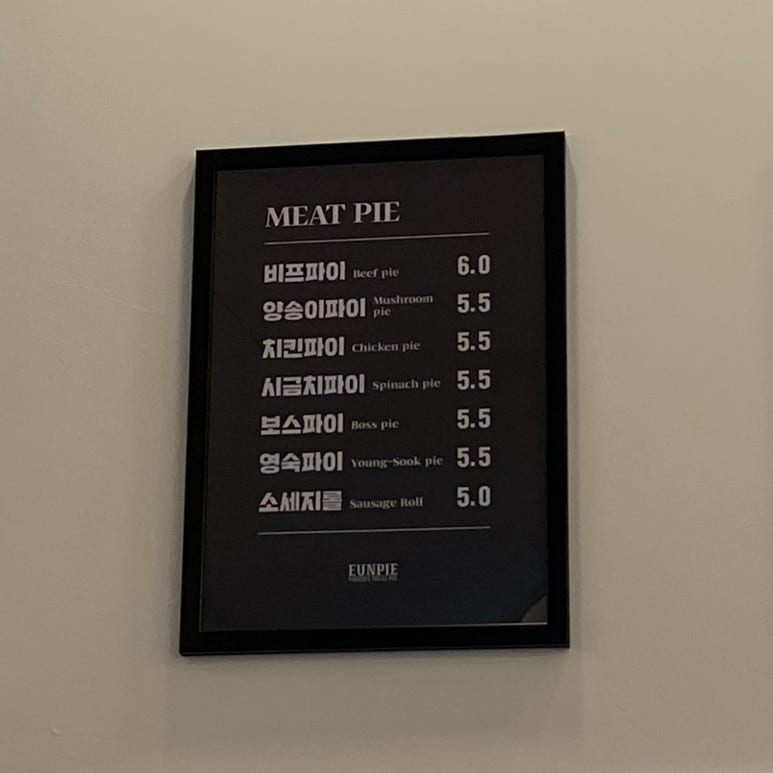 MEAT PIE
비프파이 Beef pie 6.0
양송이파이 Mushroom pie 5.5
치킨파이 Chicken pie 5.5
시금치파이 Spinach pie 5.5
보스파이 Boss pie 5.5
영숙파이 Young-Sook pie 5.5
소세지롤 Sausage Roll 5.0
EUNPIE